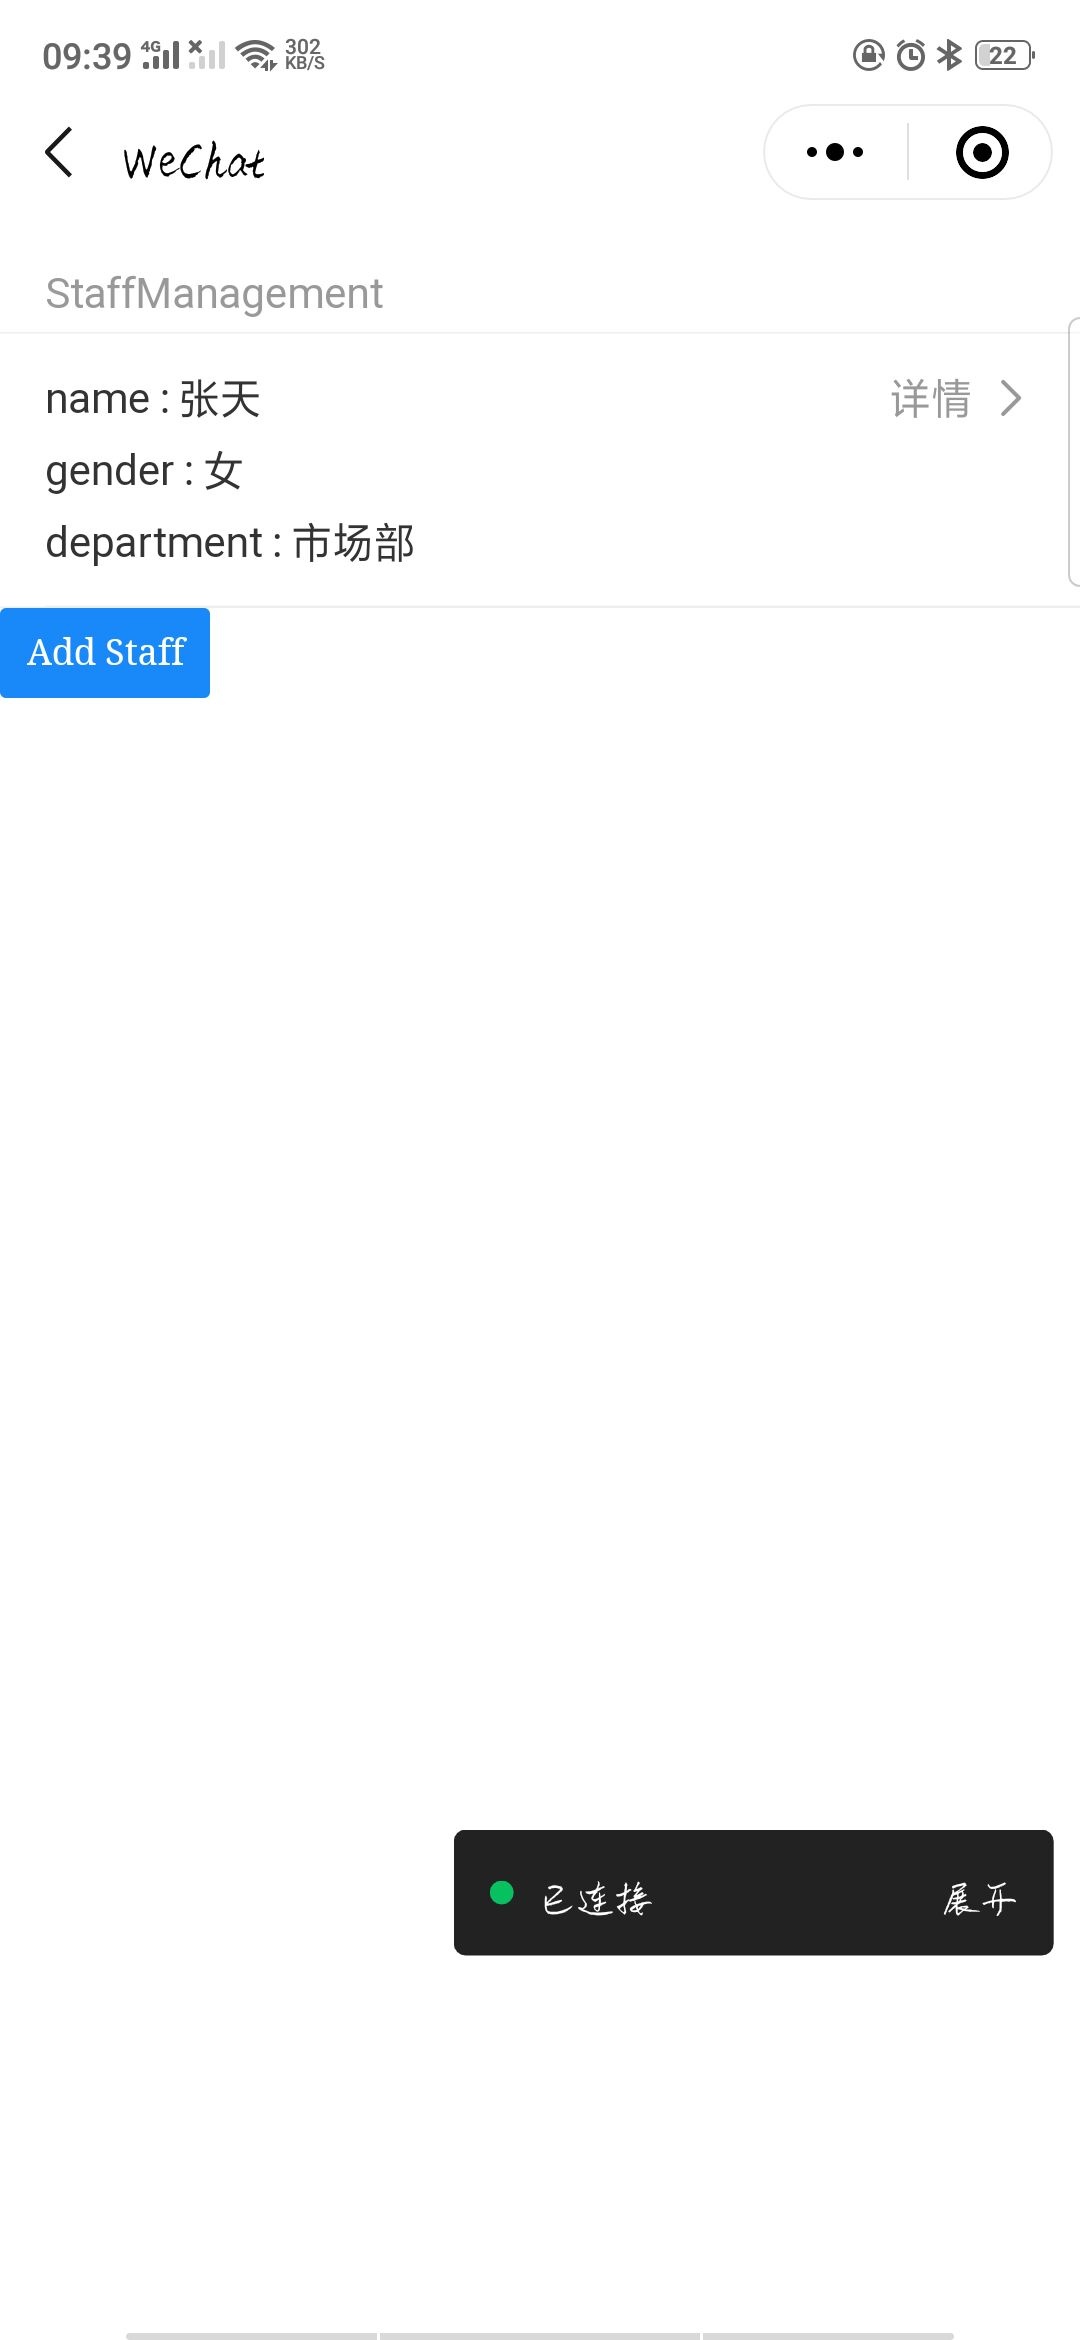 09:39 4G 302 KB/S 22
WeChat
StaffManagement
name : 张天 详情
gender : 女
department : 市场部
Add Staff
已连接 展开